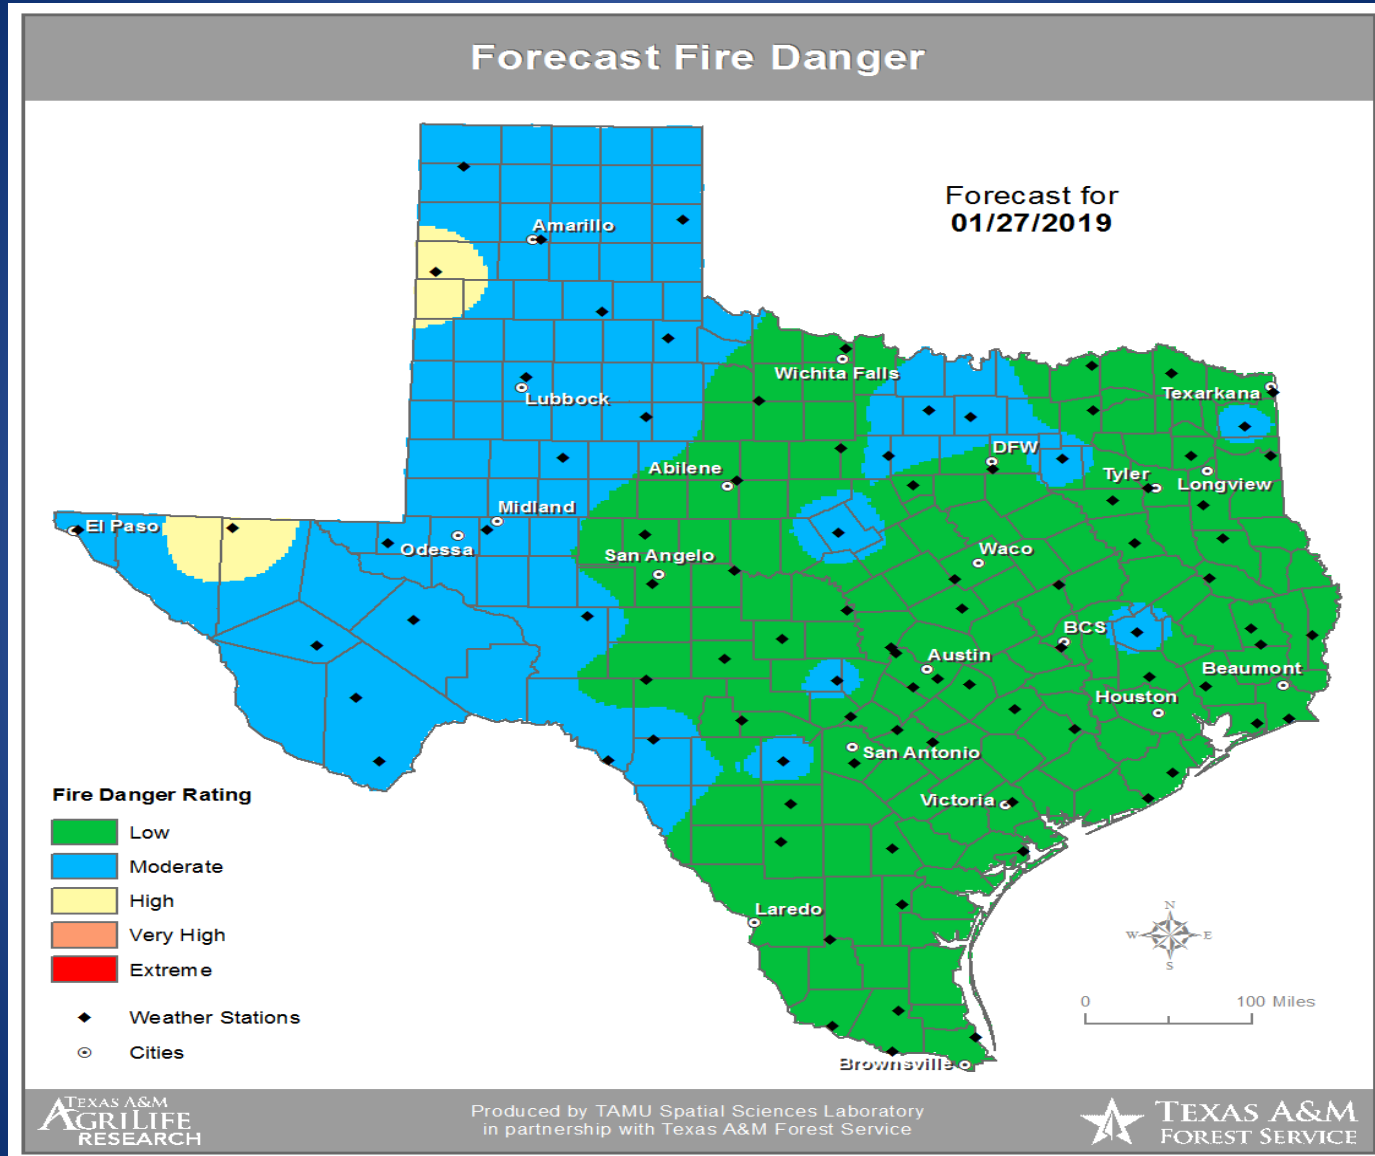 Forecast Fire Danger
Forecast for
01/27/2019
Amarillo
Wichita Falls
Texarkana
Lubbock
DFW
Abilene
Tyler
Longview
Midland
El Paso
Odessa
San Angelo
Waco
BCS
Austin
Beaumont
Houston
San Antonio
Victoria
Laredo
Brownsville
Fire Danger Rating
Low
Moderate
High
Very High
Extreme
Weather Stations
Cities
N
W E
S
0 100 Miles
TEXAS A&M
AGRILIFE
RESEARCH
Produced by TAMU Spatial Sciences Laboratory
in partnership with Texas A&M Forest Service
TEXAS A&M
FOREST SERVICE